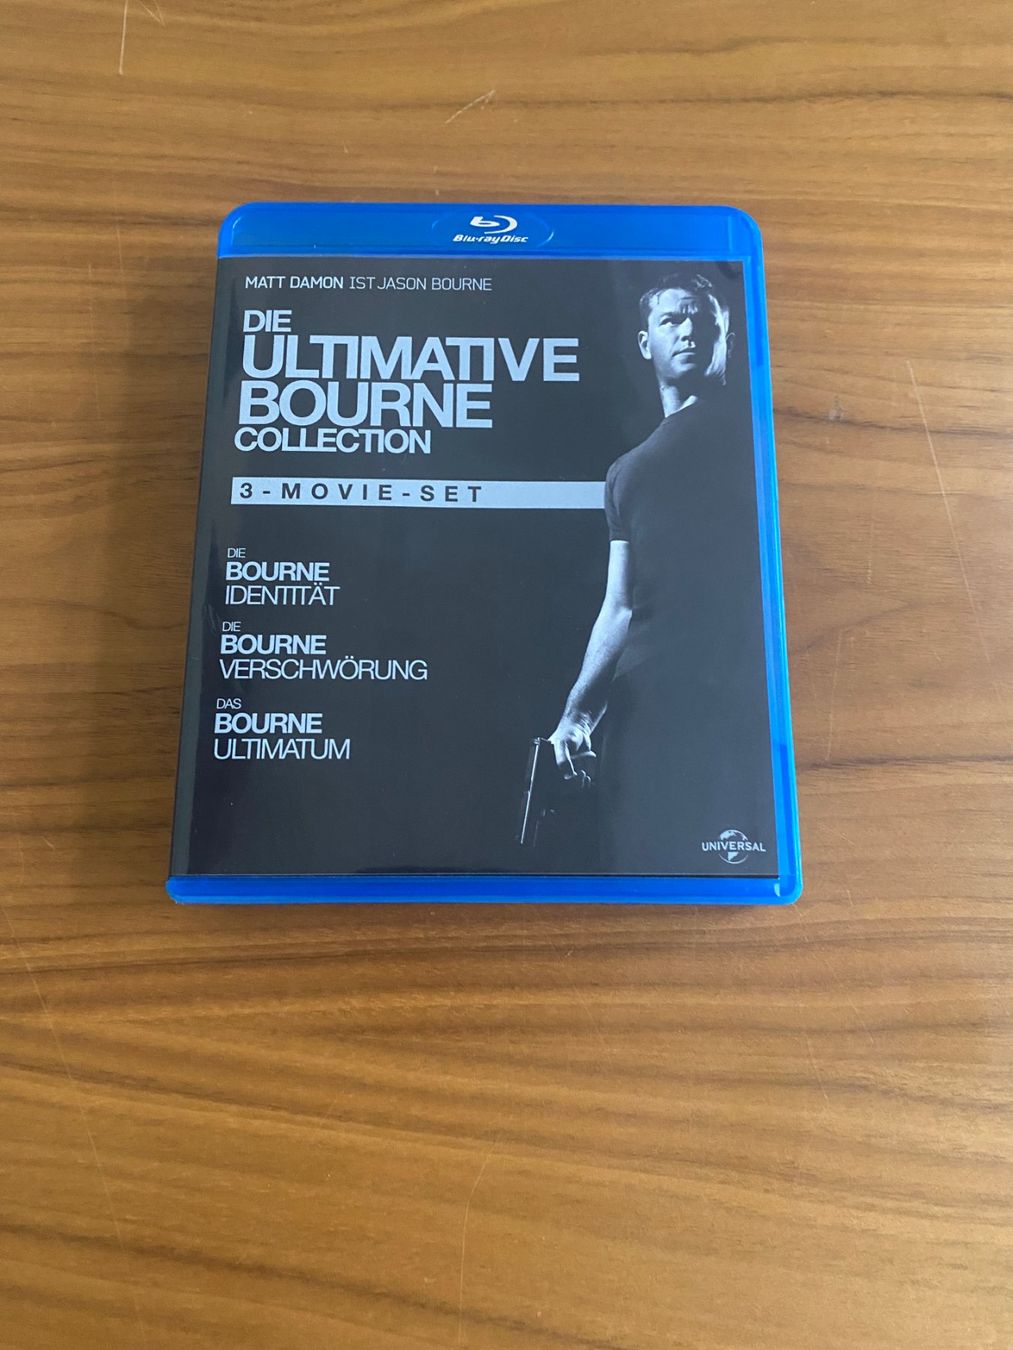 Blu-ray Disc
MATT DAMON IST JASON BOURNE
DIE
ULTIMATIVE
BOURNE
COLLECTION
3-MOVIE-SET
DIE
BOURNE
IDENTITÄT
DIE
BOURNE
VERSCHWÖRUNG
DAS
BOURNE
ULTIMATUM
UNIVERSAL